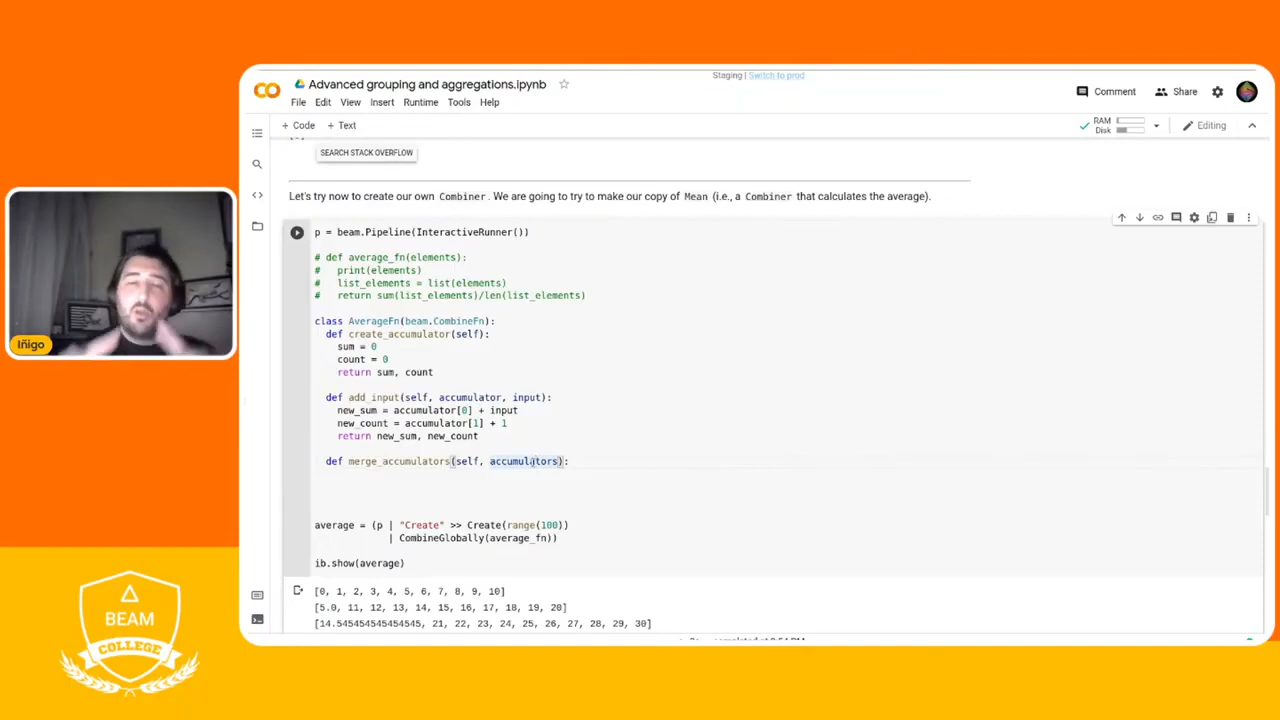 Staging | Switch to prod
Advanced grouping and aggregations.ipynb
File Edit View Insert Runtime Tools Help
Comment Share
+ Code + Text
RAM
Disk
Editing
SEARCH STACK OVERFLOW
Let's try now to create our own Combiner. We are going to try to make our copy of Mean (i.e., a Combiner that calculates the average).
p = beam.Pipeline(InteractiveRunner())
# def average_fn(elements):
#   print(elements)
#   list_elements = list(elements)
#   return sum(list_elements)/len(list_elements)
class AverageFn(beam.CombineFn):
  def create_accumulator(self):
    sum = 0
    count = 0
    return sum, count
  def add_input(self, accumulator, input):
    new_sum = accumulator[0] + input
    new_count = accumulator[1] + 1
    return new_sum, new_count
  def merge_accumulators(self, accumulators):
average = (p | "Create" >> Create(range(100))
             | CombineGlobally(average_fn))
ib.show(average)
[0, 1, 2, 3, 4, 5, 6, 7, 8, 9, 10]
[5.0, 11, 12, 13, 14, 15, 16, 17, 18, 19, 20]
[14.545454545454545, 21, 22, 23, 24, 25, 26, 27, 28, 29, 30]
Iñigo
BEAM
COLLEGE